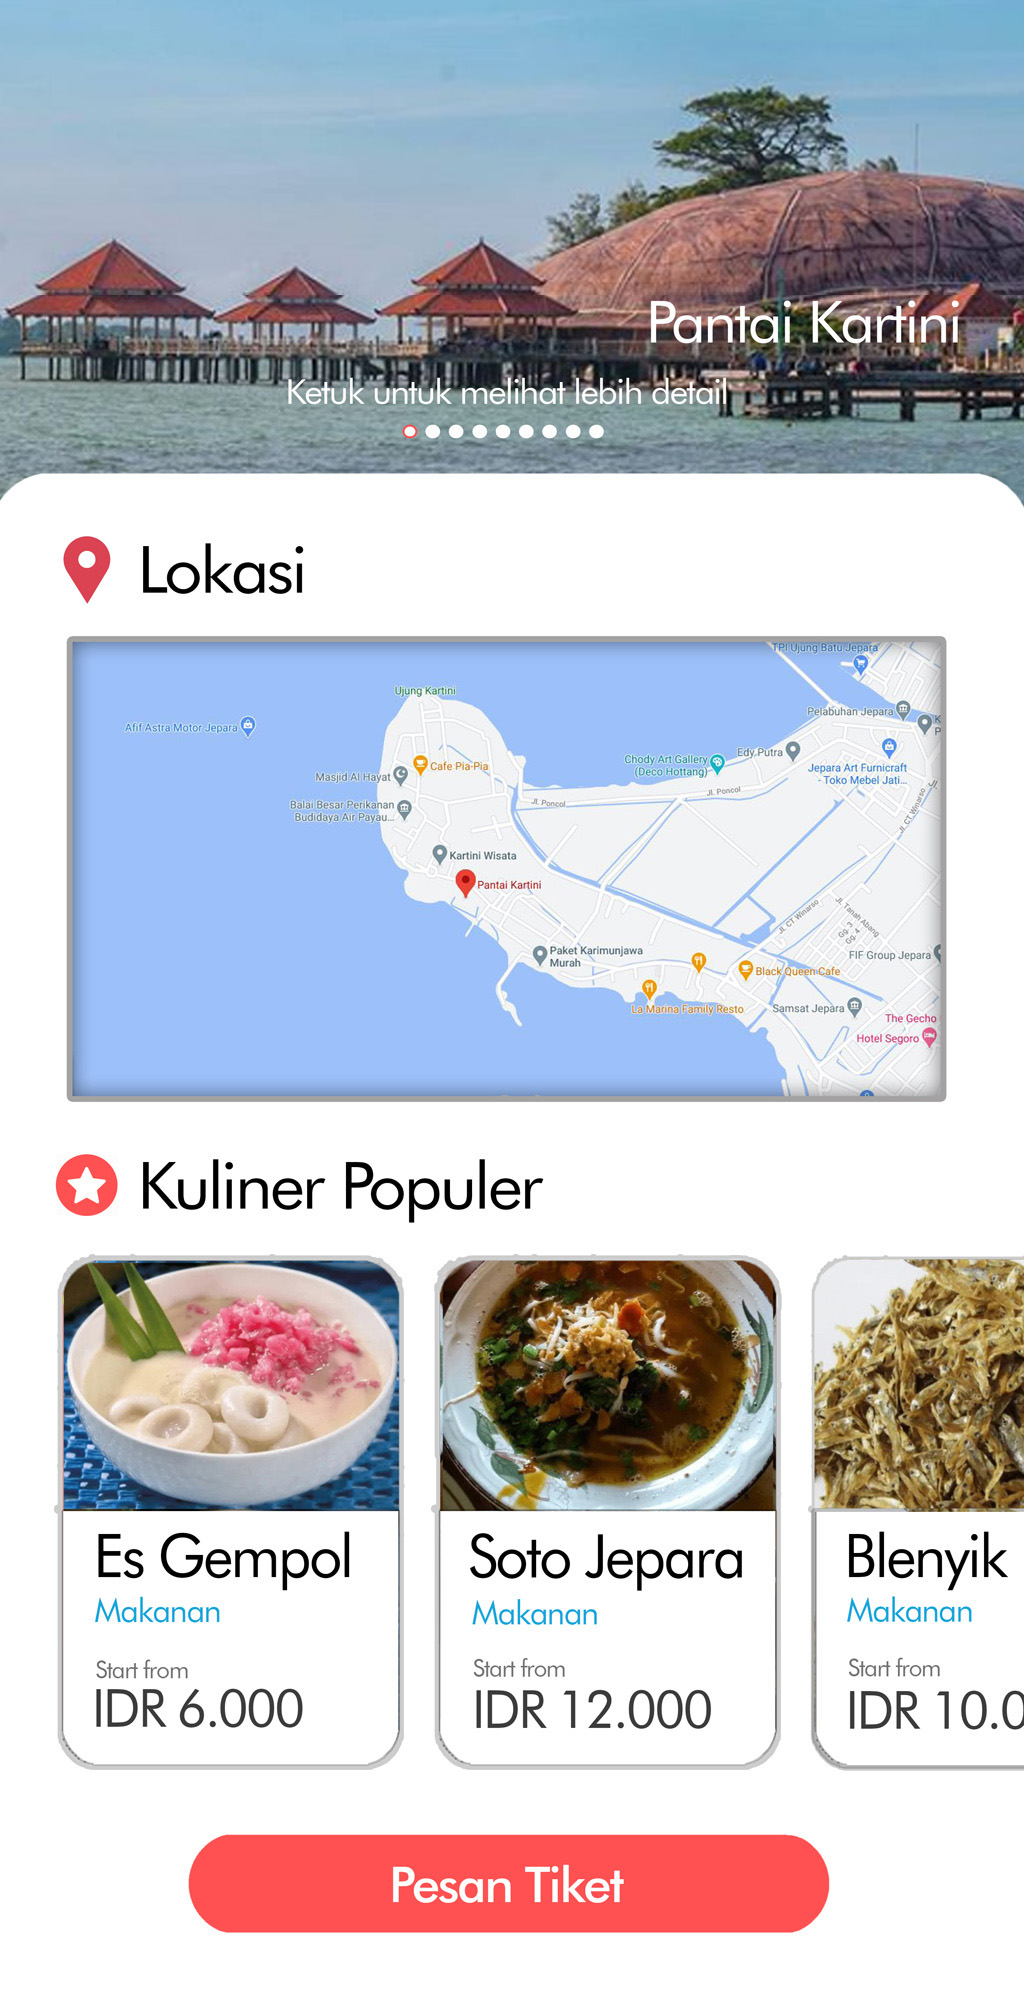 Pantai Kartini
Ketuk untuk melihat lebih detail
Lokasi
TPI Ujung Batu Jepara
Ujung Kartini
Pelabuhan Jepara
Afif Astra Motor Jepara
Edy Putra
Chody Art Gallery
(Deco Hottang)
Cafe Pia-Pia
Jepara Art Furnicraft
- Toko Mebel Jati...
Masjid Al Hayat
Jl. Poncol
Jl. Poncol
Balai Besar Perikanan
Budidaya Air Payau...
Jl. CT Winarso
Kartini Wisata
Pantai Kartini
Jl. CT Winarso
Jl. Tanah Abang
Gg. 3
Gg. 4
Paket Karimunjawa
Murah
FIF Group Jepara
Black Queen Cafe
La Marina Family Resto
Samsat Jepara
The Gecho
Hotel Segoro
Kuliner Populer
Es Gempol
Makanan
Start from
IDR 6.000
Soto Jepara
Makanan
Start from
IDR 12.000
Blenyik
Makanan
Start from
IDR 10.0
Pesan Tiket